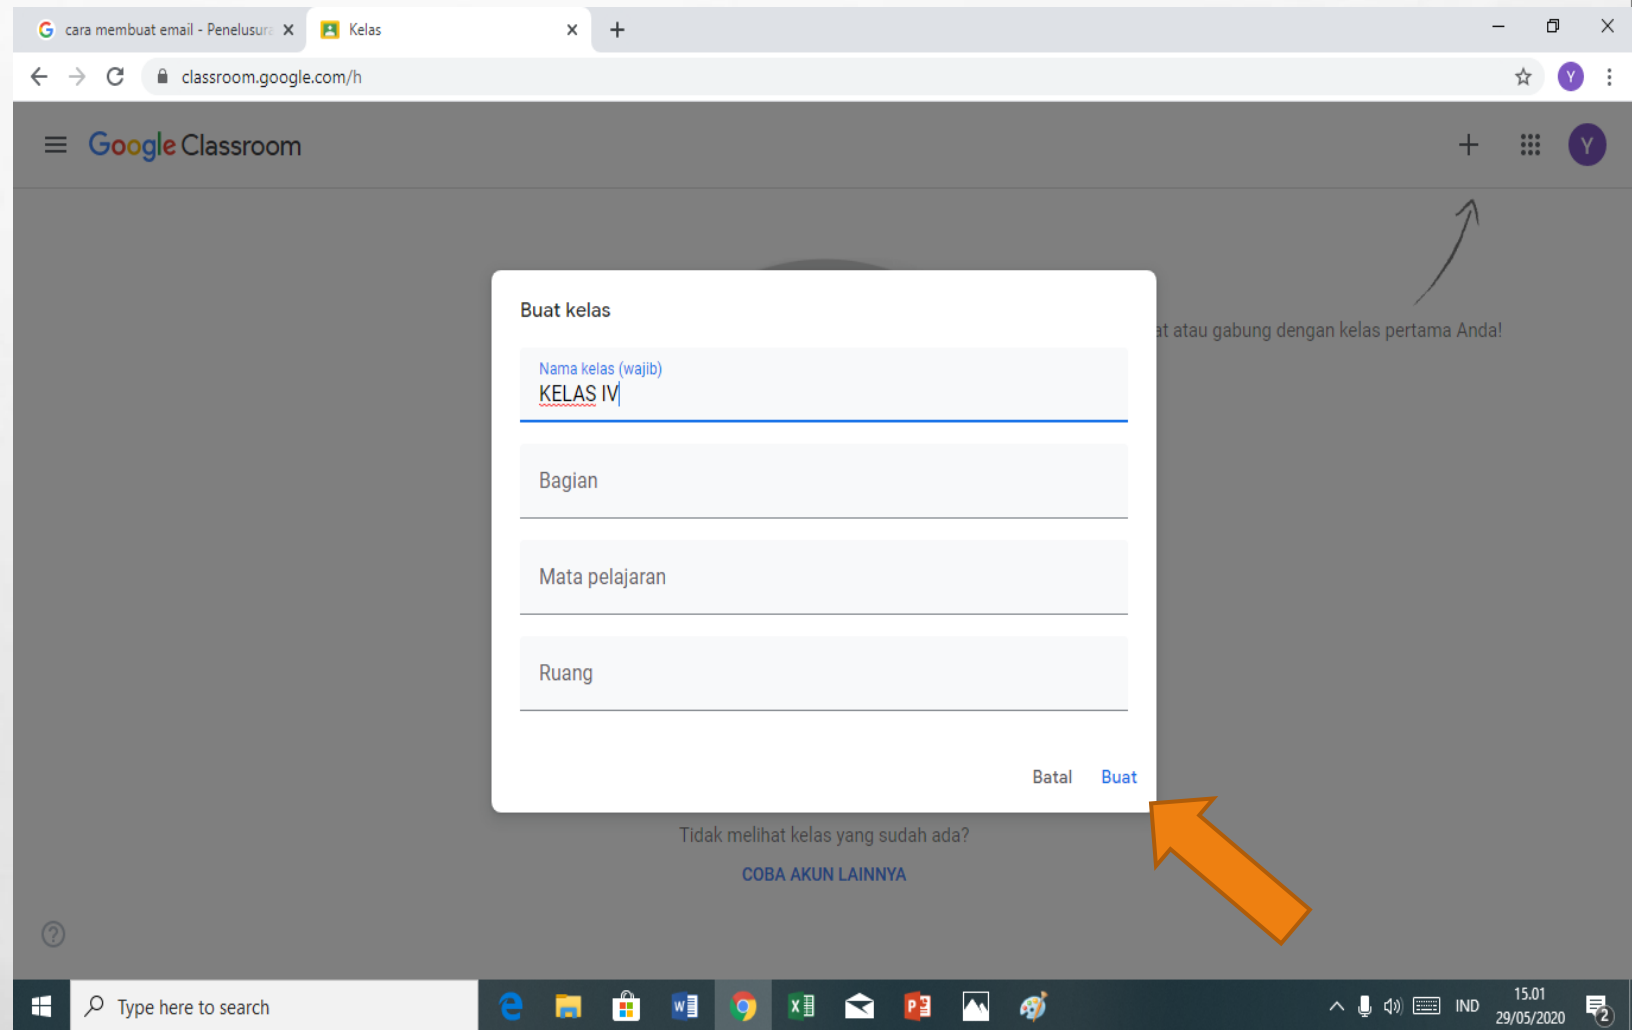 cara membuat email - Penelusura
Kelas
classroom.google.com/h
Y
Google Classroom
Y
Buat kelas
at atau gabung dengan kelas pertama Anda!
Nama kelas (wajib)
KELAS IV
Bagian
Mata pelajaran
Ruang
Batal Buat
Tidak melihat kelas yang sudah ada?
COBA AKUN LAINNYA
Type here to search
IND
15.01
29/05/2020
2